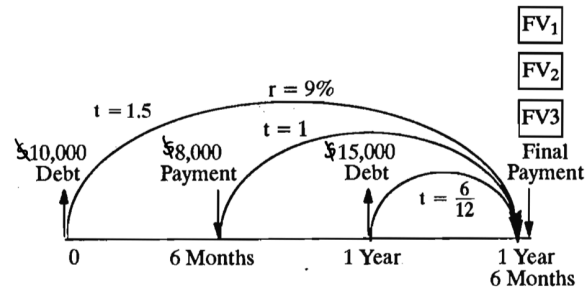 FV₁
FV₂
FV3
r = 9%
t = 1.5
t = 1
$10,000
Debt
$8,000
Payment
$15,000
Debt
t = 6/12
Final
Payment
0
6 Months
1 Year
1 Year
6 Months